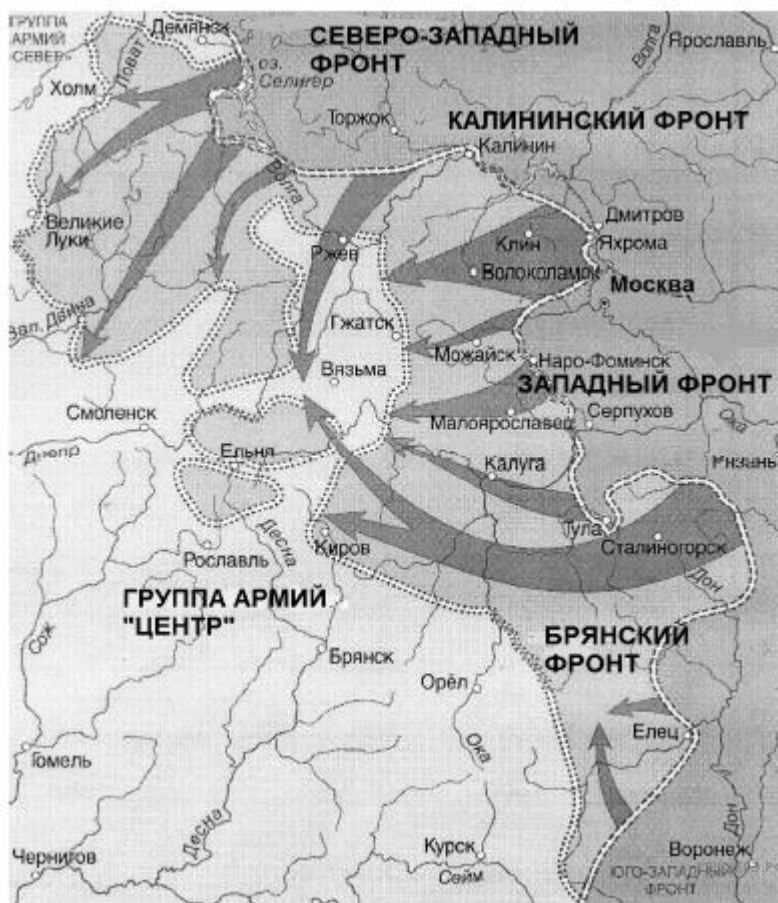 ГРУППА
АРМИЙ
«СЕВЕР»
Демянск
СЕВЕРО-ЗАПАДНЫЙ
ФРОНТ
Волга
Ярославль
Ловать
оз.
Селигер
Холм
Торжок
КАЛИНИНСКИЙ ФРОНТ
Калинин
Волга
Великие
Луки
Ржев
Клин
Дмитров
Яхрома
Волоколамск
Москва
Зап. Двина
Гжатск
Можайск
Наро-Фоминск
Вязьма
ЗАПАДНЫЙ ФРОНТ
Смоленск
Малоярославец
Серпухов
Ока
Днепр
Ельня
Калуга
Рязань
Десна
Тула
Рославль
Киров
Сталиногорск
Дон
ГРУППА АРМИЙ
"ЦЕНТР"
Сож
БРЯНСКИЙ
ФРОНТ
Брянск
Орёл
Елец
Гомель
Ока
Десна
Дон
Курск
Воронеж
Чернигов
Сейм
ЮГО-ЗАПАДНЫЙ
ФРОНТ